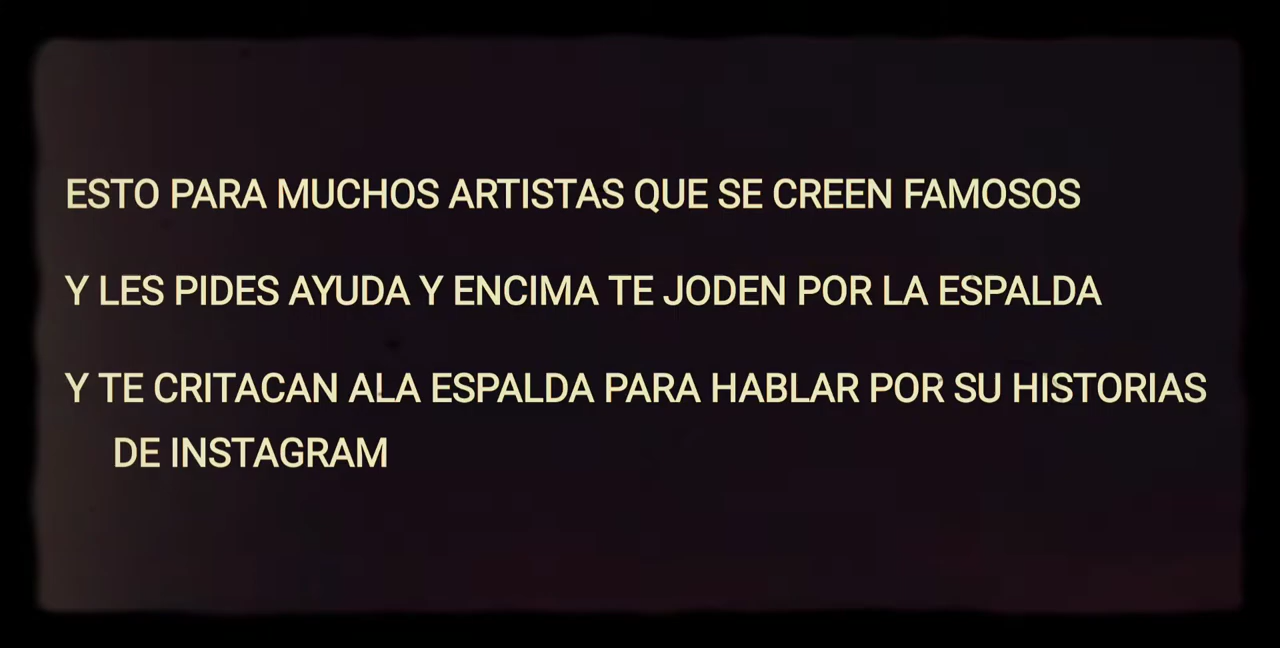 ESTO PARA MUCHOS ARTISTAS QUE SE CREEN FAMOSOS
Y LES PIDES AYUDA Y ENCIMA TE JODEN POR LA ESPALDA
Y TE CRITACAN ALA ESPALDA PARA HABLAR POR SU HISTORIAS
DE INSTAGRAM